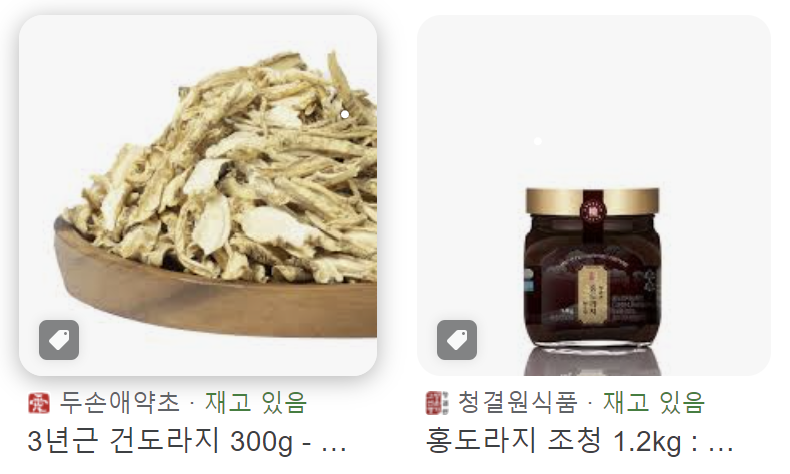 두손애약초 · 재고 있음
3년근 건도라지 300g - ...
청결원식품 · 재고 있음
홍도라지 조청 1.2kg : ...